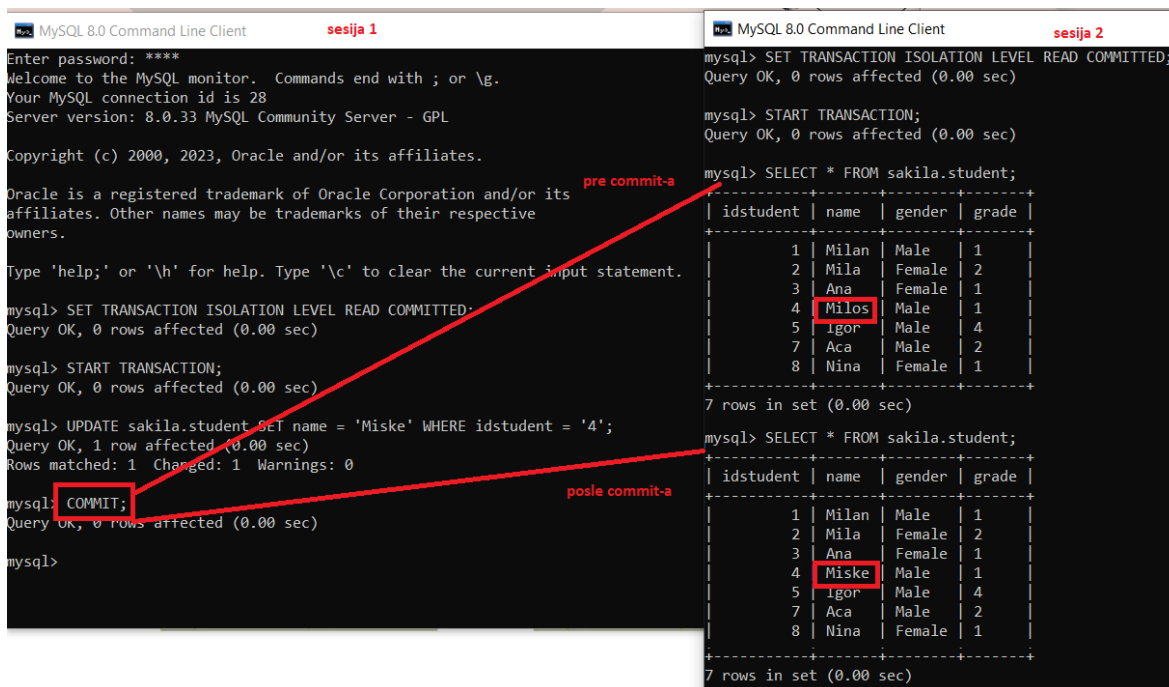 MySQL 8.0 Command Line Client
sesija 1
Enter password: ****
Welcome to the MySQL monitor.  Commands end with ; or \g.
Your MySQL connection id is 28
Server version: 8.0.33 MySQL Community Server - GPL
Copyright (c) 2000, 2023, Oracle and/or its affiliates.
Oracle is a registered trademark of Oracle Corporation and/or its
affiliates. Other names may be trademarks of their respective
owners.
Type 'help;' or '\h' for help. Type '\c' to clear the current input statement.
mysql> SET TRANSACTION ISOLATION LEVEL READ COMMITTED;
Query OK, 0 rows affected (0.00 sec)
mysql> START TRANSACTION;
Query OK, 0 rows affected (0.00 sec)
mysql> UPDATE sakila.student SET name = 'Miske' WHERE idstudent = '4';
Query OK, 1 row affected (0.00 sec)
Rows matched: 1  Changed: 1  Warnings: 0
mysql> COMMIT;
Query OK, 0 rows affected (0.00 sec)
mysql>
pre commit-a
posle commit-a
MySQL 8.0 Command Line Client
sesija 2
mysql> SET TRANSACTION ISOLATION LEVEL READ COMMITTED;
Query OK, 0 rows affected (0.00 sec)
mysql> START TRANSACTION;
Query OK, 0 rows affected (0.00 sec)
mysql> SELECT * FROM sakila.student;
| idstudent | name | gender | grade |
| 1 | Milan | Male | 1 |
| 2 | Mila | Female | 2 |
| 3 | Ana | Female | 1 |
| 4 | Milos | Male | 1 |
| 5 | Igor | Male | 4 |
| 7 | Aca | Male | 2 |
| 8 | Nina | Female | 1 |
7 rows in set (0.00 sec)
mysql> SELECT * FROM sakila.student;
| idstudent | name | gender | grade |
| 1 | Milan | Male | 1 |
| 2 | Mila | Female | 2 |
| 3 | Ana | Female | 1 |
| 4 | Miske | Male | 1 |
| 5 | Igor | Male | 4 |
| 7 | Aca | Male | 2 |
| 8 | Nina | Female | 1 |
7 rows in set (0.00 sec)